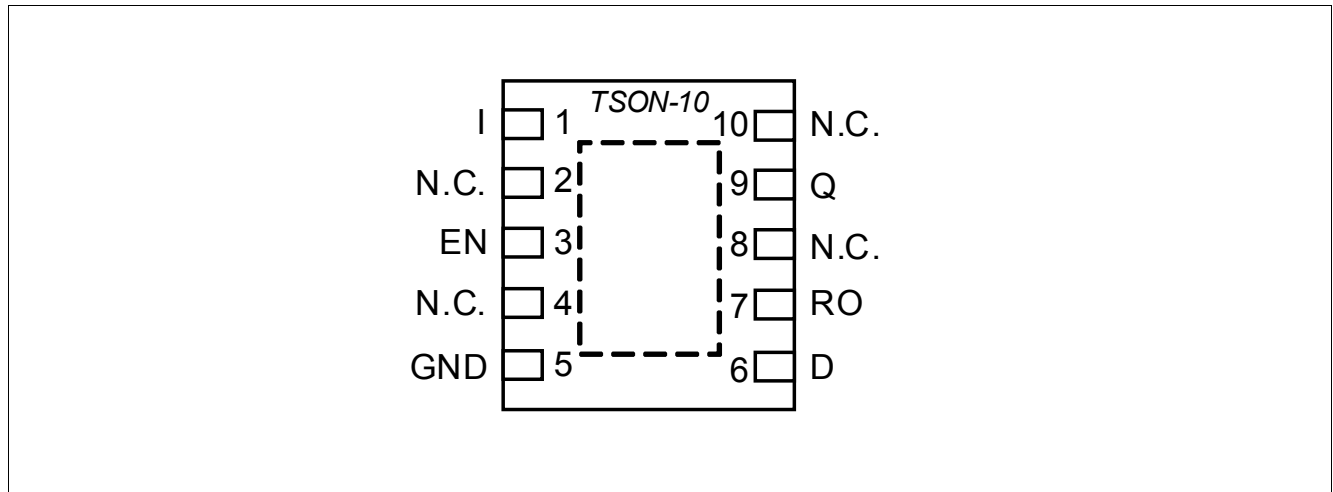 TSON-10
I 1 10 N.C.
N.C. 2 9 Q
EN 3 8 N.C.
N.C. 4 7 RO
GND 5 6 D